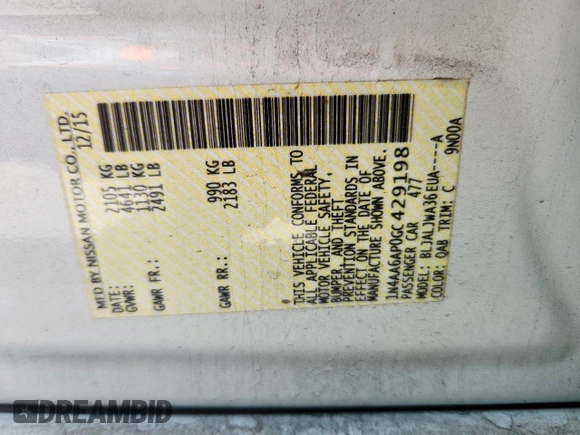 MFD BY NISSAN MOTOR CO., LTD.
DATE: 12/15
GVWR: 2105 KG
4641 LB
GAWR FR: 1130 KG
2491 LB
GAWR RR: 990 KG
2183 LB
THIS VEHICLE CONFORMS TO
ALL APPLICABLE FEDERAL
MOTOR VEHICLE SAFETY,
BUMPER, AND THEFT
PREVENTION STANDARDS IN
EFFECT ON THE DATE OF
MANUFACTURE SHOWN ABOVE.
1N4AA6AP0GC429198
PASSENGER CAR 477
MODEL: BLJALJWA36EUA----A
COLOR: QAB TRIM: C 9N00A
DREAMBID